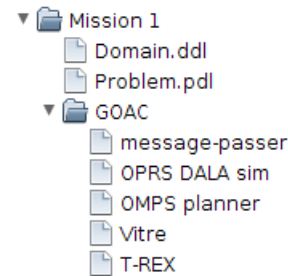 Mission 1
Domain.ddl
Problem.pdl
GOAC
message-passer
OPRS DALA sim
OMPS planner
Vitre
T-REX